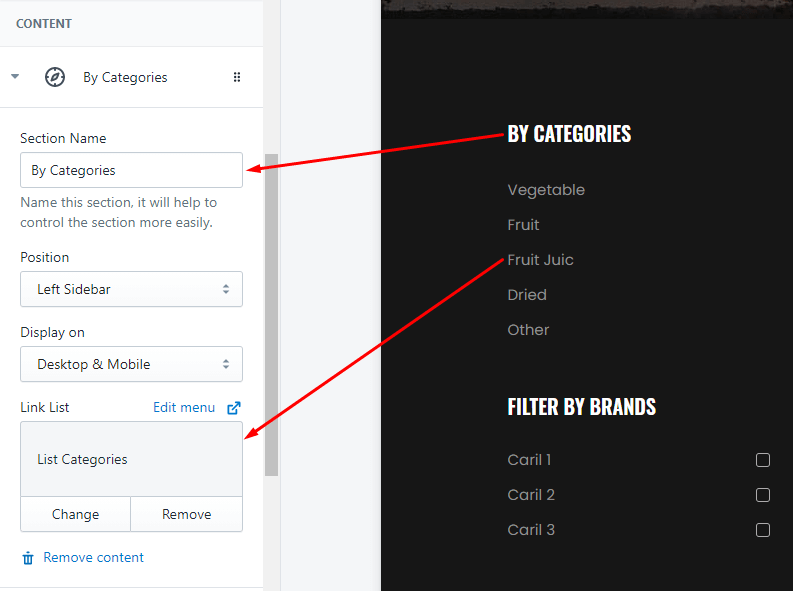 CONTENT
By Categories
Section Name
By Categories
Name this section, it will help to
control the section more easily.
Position
Left Sidebar
Display on
Desktop & Mobile
Link List
Edit menu
List Categories
Change
Remove
Remove content
BY CATEGORIES
Vegetable
Fruit
Fruit Juic
Dried
Other
FILTER BY BRANDS
Caril 1
Caril 2
Caril 3